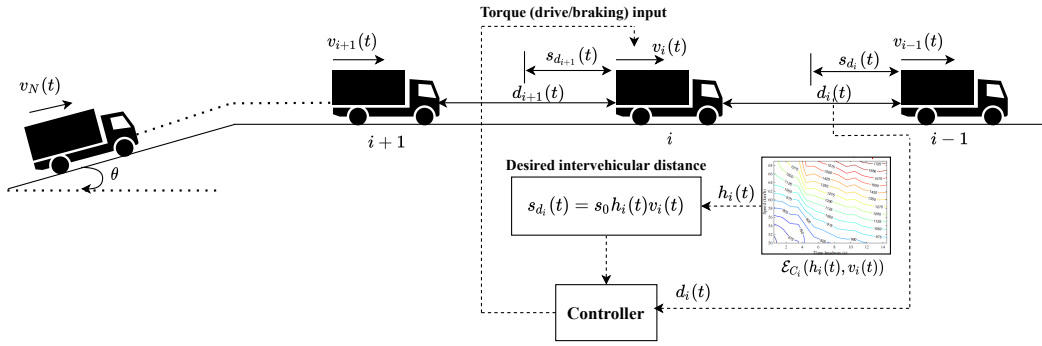 Torque (drive/braking) input
v_N(t)
v_{i+1}(t)
s_{d_{i+1}}(t)
v_i(t)
s_{d_i}(t)
v_{i-1}(t)
d_{i+1}(t)
d_i(t)
i + 1
i
i − 1
θ
Desired intervehicular distance
s_{d_i}(t) = s_0 h_i(t) v_i(t)
h_i(t)
ℰ_{C_i}(h_i(t), v_i(t))
d_i(t)
Controller